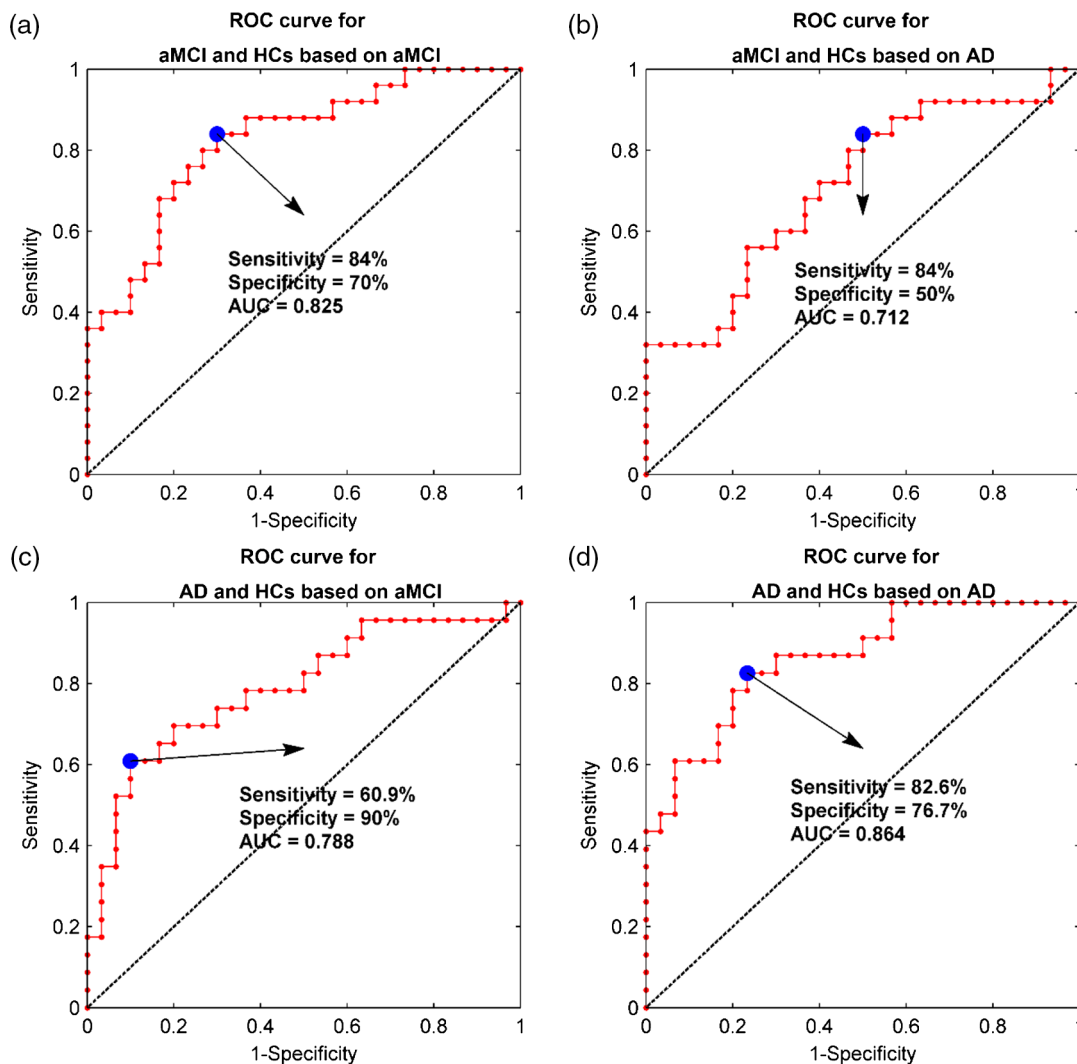 (a)
ROC curve for
aMCI and HCs based on aMCI
1
0.8
0.6
0.4
0.2
0
Sensitivity
Sensitivity = 84%
Specificity = 70%
AUC = 0.825
0
0.2
0.4
0.6
0.8
1
1-Specificity
(b)
ROC curve for
aMCI and HCs based on AD
1
0.8
0.6
0.4
0.2
0
Sensitivity
Sensitivity = 84%
Specificity = 50%
AUC = 0.712
0
0.2
0.4
0.6
0.8
1
1-Specificity
(c)
ROC curve for
AD and HCs based on aMCI
1
0.8
0.6
0.4
0.2
0
Sensitivity
Sensitivity = 60.9%
Specificity = 90%
AUC = 0.788
0
0.2
0.4
0.6
0.8
1
1-Specificity
(d)
ROC curve for
AD and HCs based on AD
1
0.8
0.6
0.4
0.2
0
Sensitivity
Sensitivity = 82.6%
Specificity = 76.7%
AUC = 0.864
0
0.2
0.4
0.6
0.8
1
1-Specificity